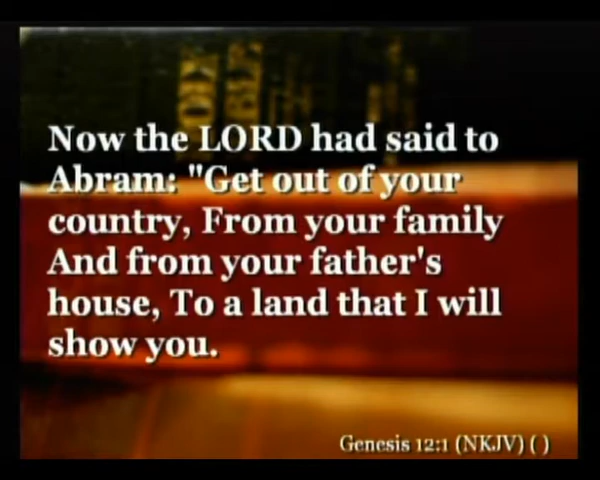 Now the LORD had said to
Abram: "Get out of your
country, From your family
And from your father's
house, To a land that I will
show you.
Genesis 12:1 (NKJV) ( )